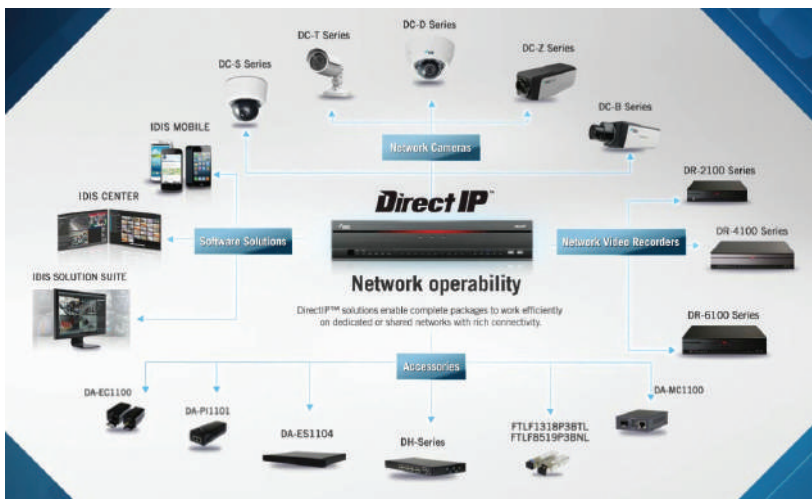 DC-D Series
DC-T Series
DC-Z Series
DC-S Series
DC-B Series
IDIS MOBILE
Network Cameras
DR-2100 Series
IDIS CENTER
DirectIP™
Software Solutions
Network Video Recorders
DR-4100 Series
IDIS SOLUTION SUITE
Network operability
DirectIP™ solutions enable complete packages to work efficiently
on dedicated or shared networks with rich connectivity.
DR-6100 Series
Accessories
DA-EC1100
DA-PI1101
DA-ES1104
DH-Series
FTLF1318P3BTL
FTLF8519P3BNL
DA-MC1100